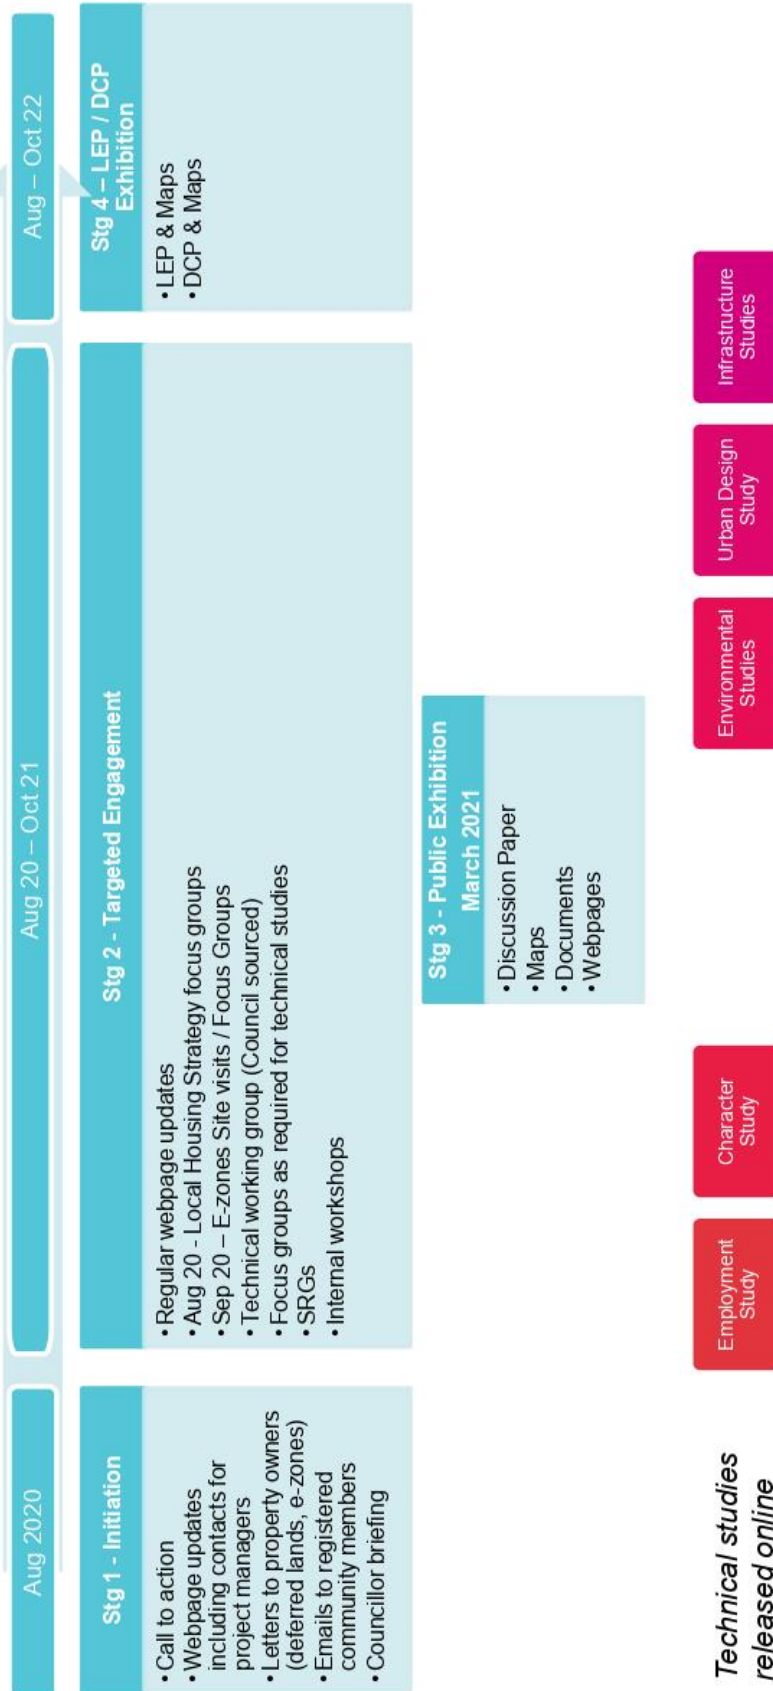 Aug 2020
Aug 20 – Oct 21
Aug – Oct 22
Stg 1 - Initiation
• Call to action
• Webpage updates
including contacts for
project managers
• Letters to property owners
(deferred lands, e-zones)
• Emails to registered
community members
• Councillor briefing
Stg 2 - Targeted Engagement
• Regular webpage updates
• Aug 20 - Local Housing Strategy focus groups
• Sep 20 – E-zones Site visits / Focus Groups
• Technical working group (Council sourced)
• Focus groups as required for technical studies
• SRGs
• Internal workshops
Stg 3 - Public Exhibition
March 2021
• Discussion Paper
• Maps
• Documents
• Webpages
Stg 4 – LEP / DCP
Exhibition
• LEP & Maps
• DCP & Maps
Technical studies
released online
Employment
Study
Character
Study
Environmental
Studies
Urban Design
Study
Infrastructure
Studies